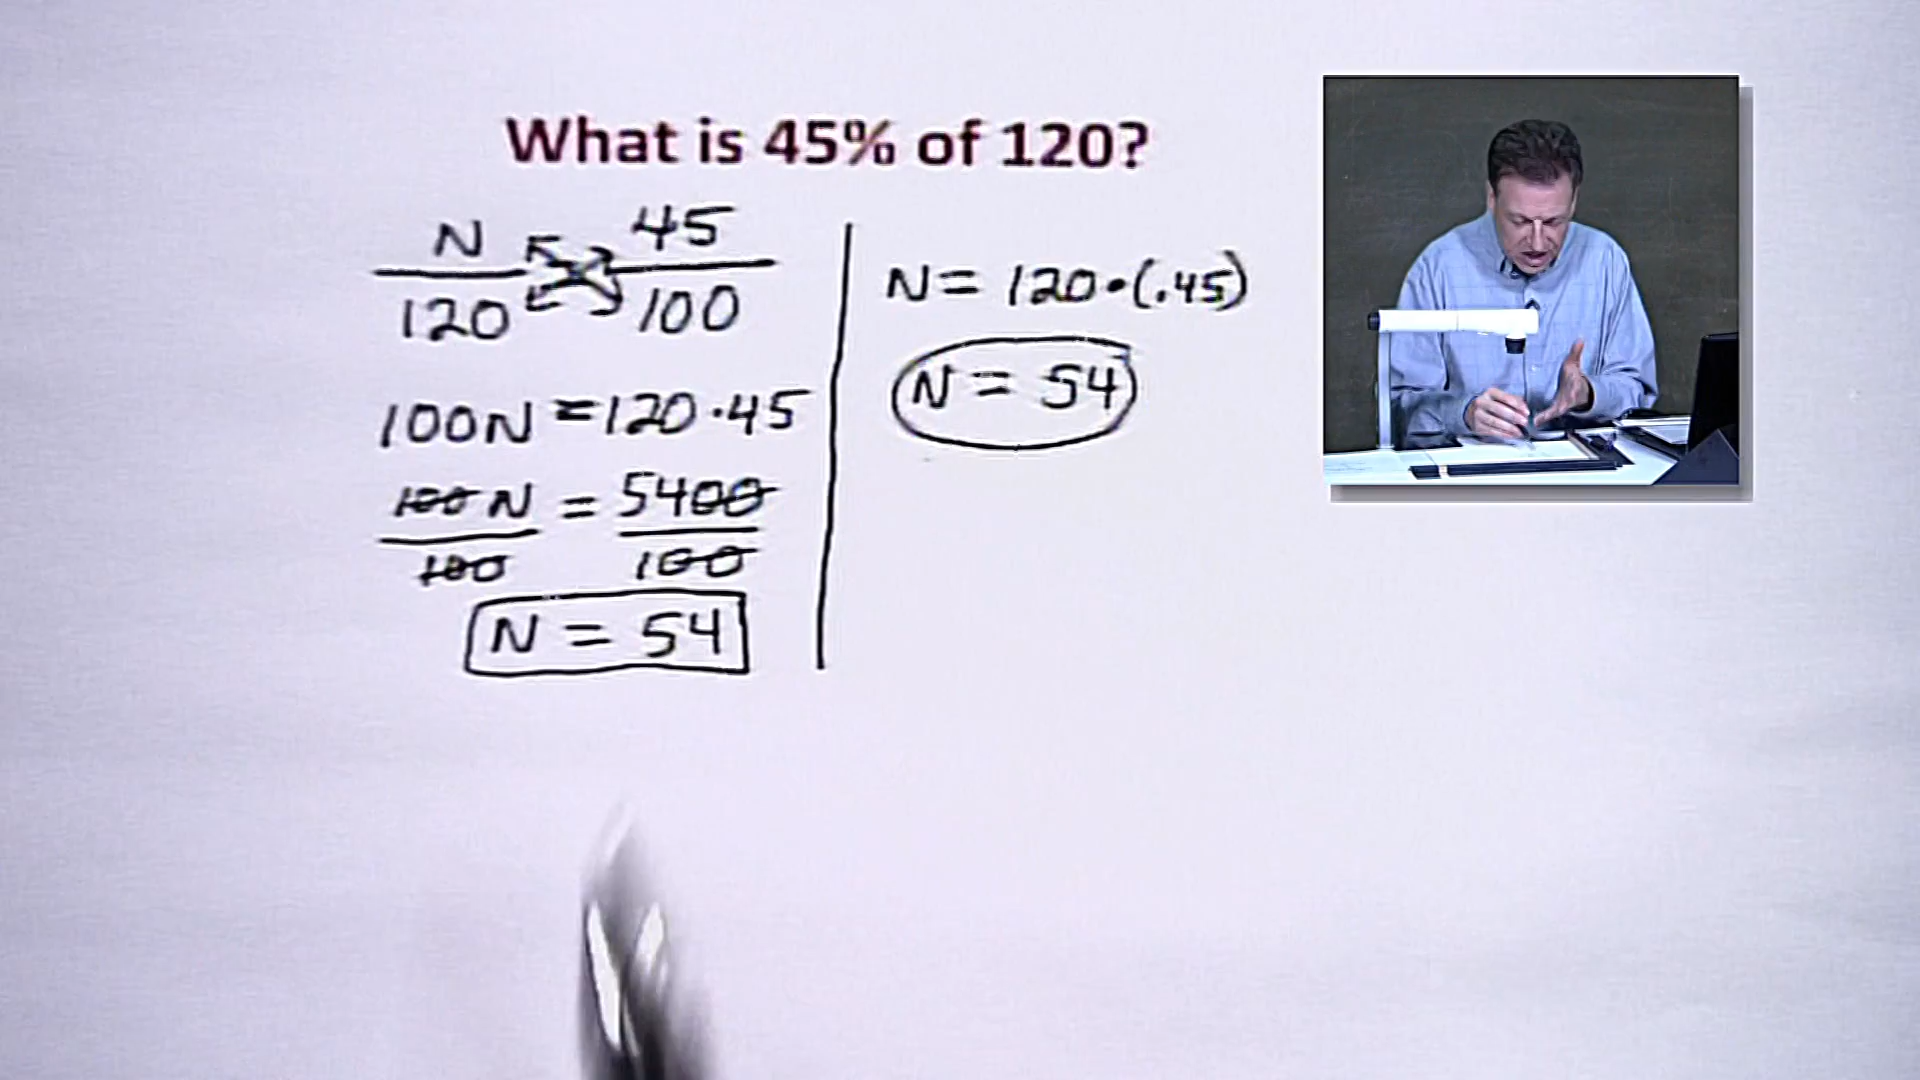 What is 45% of 120?
N 45
120 100
100N = 120 · 45
100N = 5400
100 100
N = 54
N = 120 · (.45)
N = 54